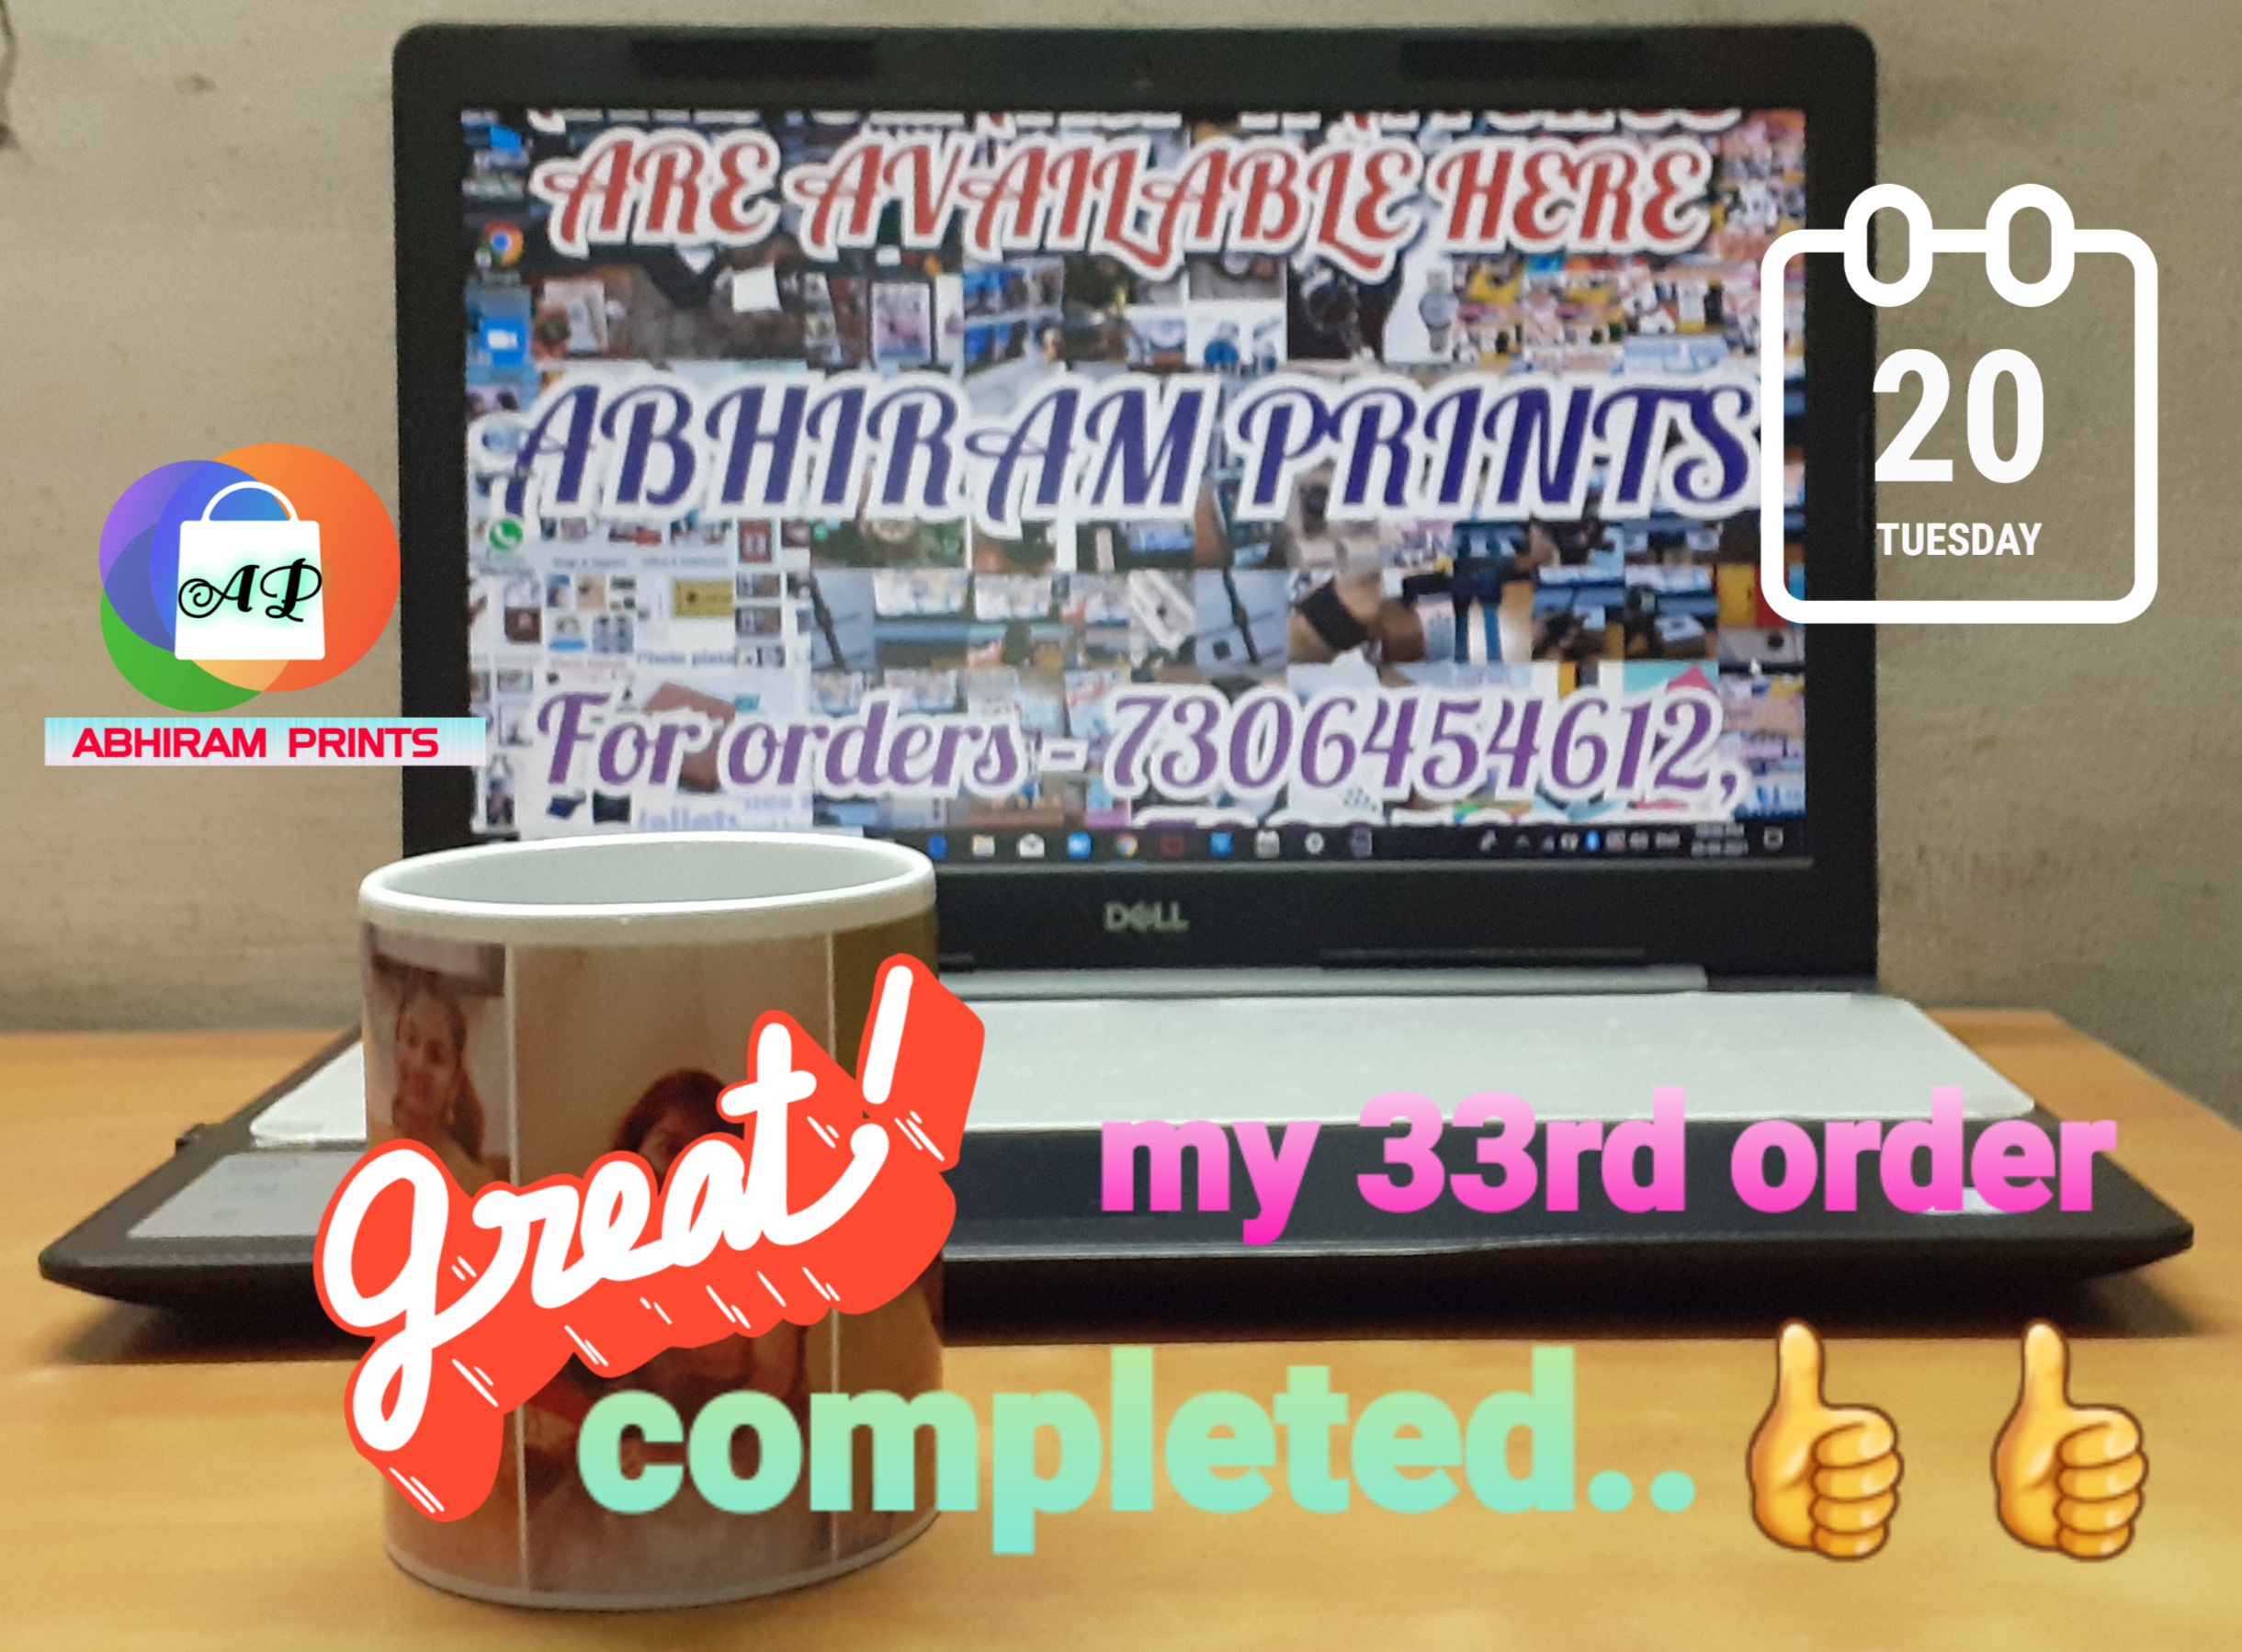 ARE AVAILABLE HERE
ABHIRAM PRINTS
For orders - 7306454612,
20
TUESDAY
AP
ABHIRAM PRINTS
DELL
great!
my 33rd order
completed..